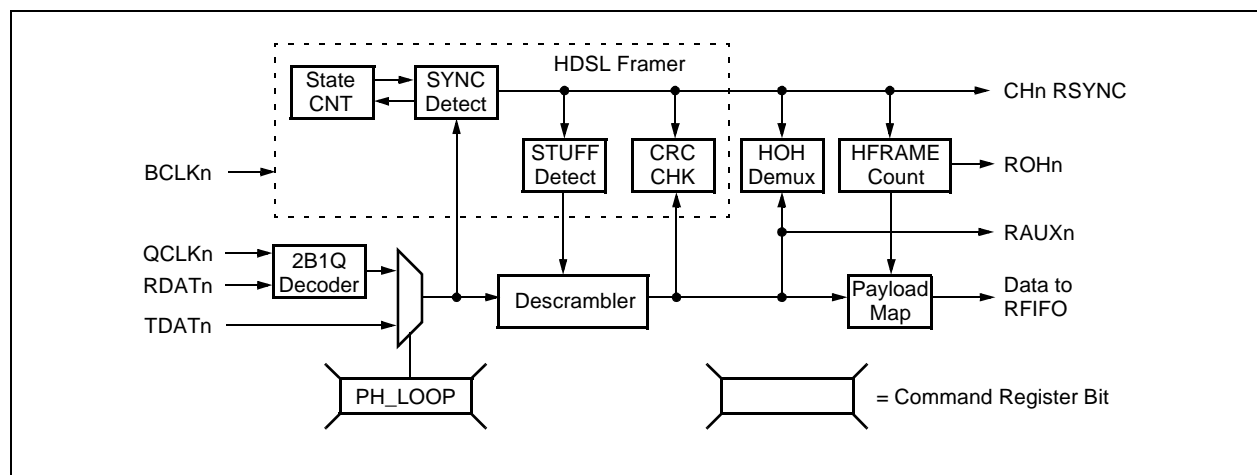 HDSL Framer
State
CNT
SYNC
Detect
CHn RSYNC
STUFF
Detect
CRC
CHK
HOH
Demux
HFRAME
Count
BCLKn
ROHn
RAUXn
QCLKn
RDATn
2B1Q
Decoder
TDATn
Descrambler
Payload
Map
Data to
RFIFO
PH_LOOP
= Command Register Bit